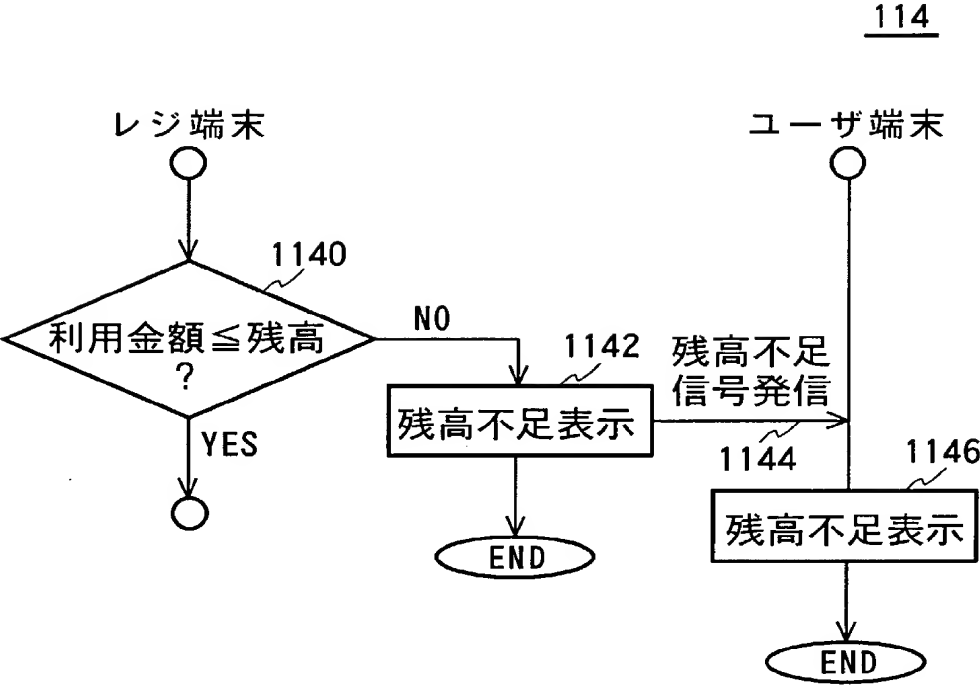 114
レジ端末
ユーザ端末
1140
利用金額≦残高
?
NO
YES
1142
残高不足表示
END
残高不足
信号発信
1144
1146
残高不足表示
END